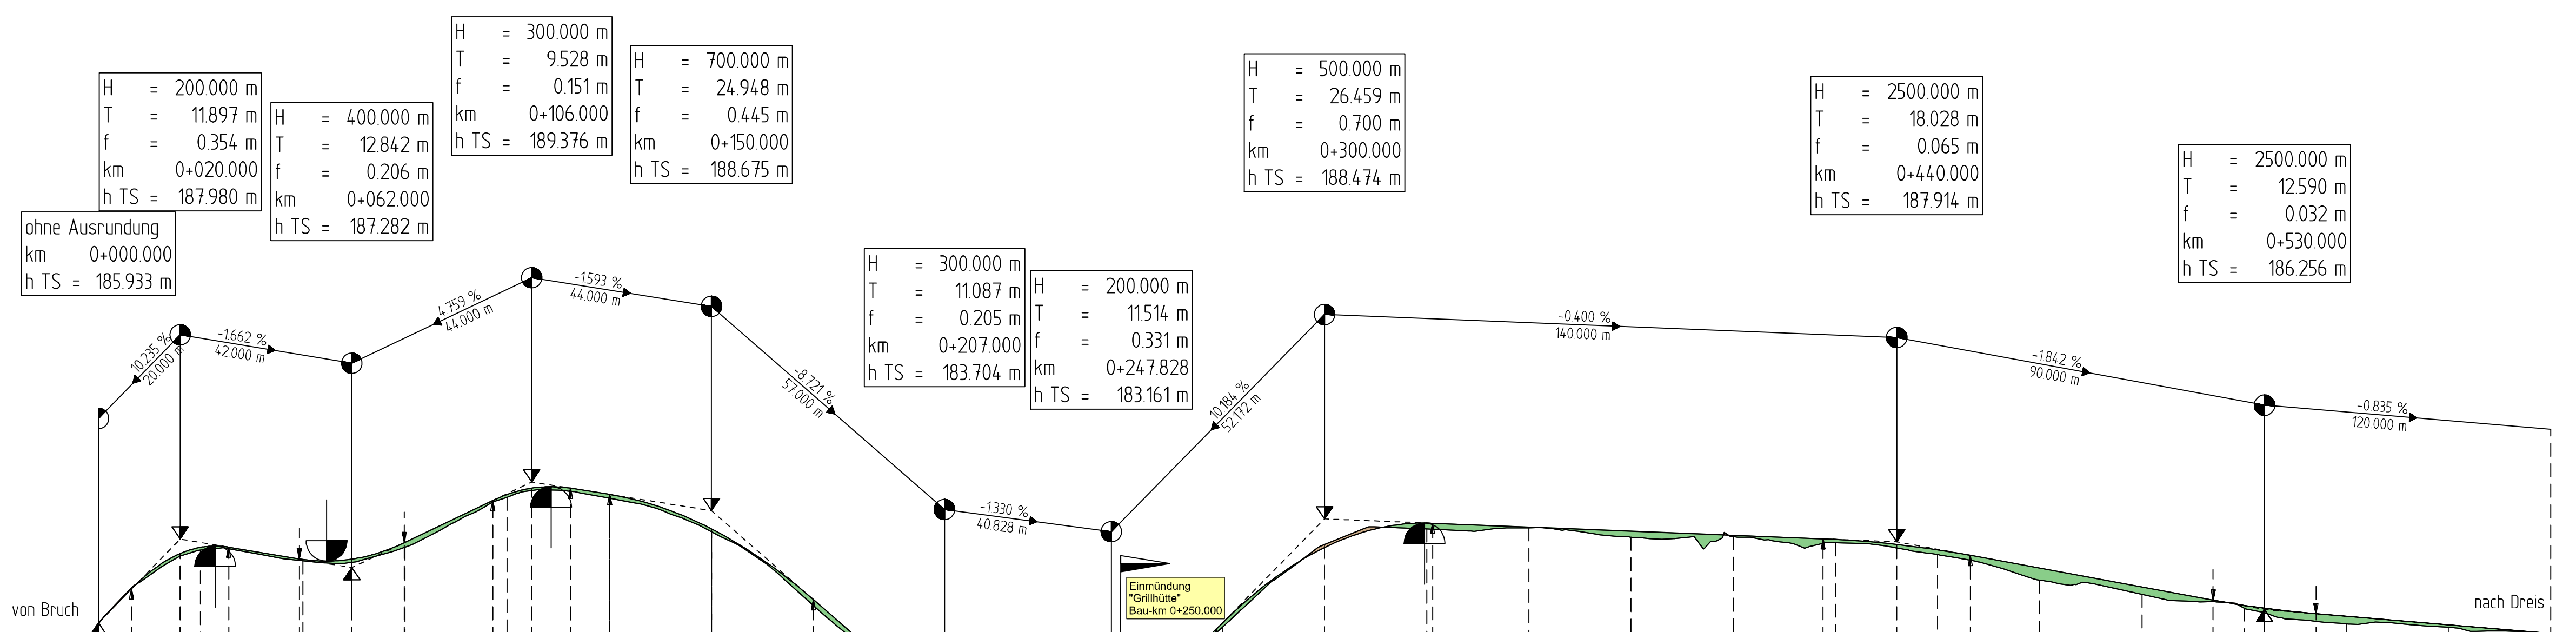 H = 300.000 m
T = 9.528 m
f = 0.151 m
km 0+106.000
h TS = 189.376 m
H = 700.000 m
T = 24.948 m
f = 0.445 m
km 0+150.000
h TS = 188.675 m
H = 500.000 m
T = 26.459 m
f = 0.700 m
km 0+300.000
h TS = 188.474 m
H = 200.000 m
T = 11.897 m
f = 0.354 m
km 0+020.000
h TS = 187.980 m
H = 400.000 m
T = 12.842 m
f = 0.206 m
km 0+062.000
h TS = 187.282 m
H = 2500.000 m
T = 18.028 m
f = 0.065 m
km 0+440.000
h TS = 187.914 m
H = 2500.000 m
T = 12.590 m
f = 0.032 m
km 0+530.000
h TS = 186.256 m
ohne Ausrundung
km 0+000.000
h TS = 185.933 m
H = 300.000 m
T = 11.087 m
f = 0.205 m
km 0+207.000
h TS = 183.704 m
H = 200.000 m
T = 11.514 m
f = 0.331 m
km 0+247.828
h TS = 183.161 m
10.235 %
20.000 m
-1.662 %
42.000 m
4.759 %
44.000 m
-1.593 %
44.000 m
-8.721 %
57.000 m
-1.330 %
40.828 m
10.184 %
52.172 m
-0.400 %
140.000 m
-1.842 %
90.000 m
-0.835 %
120.000 m
Einmündung
"Grillhütte"
Bau-km 0+250.000
von Bruch
nach Dreis